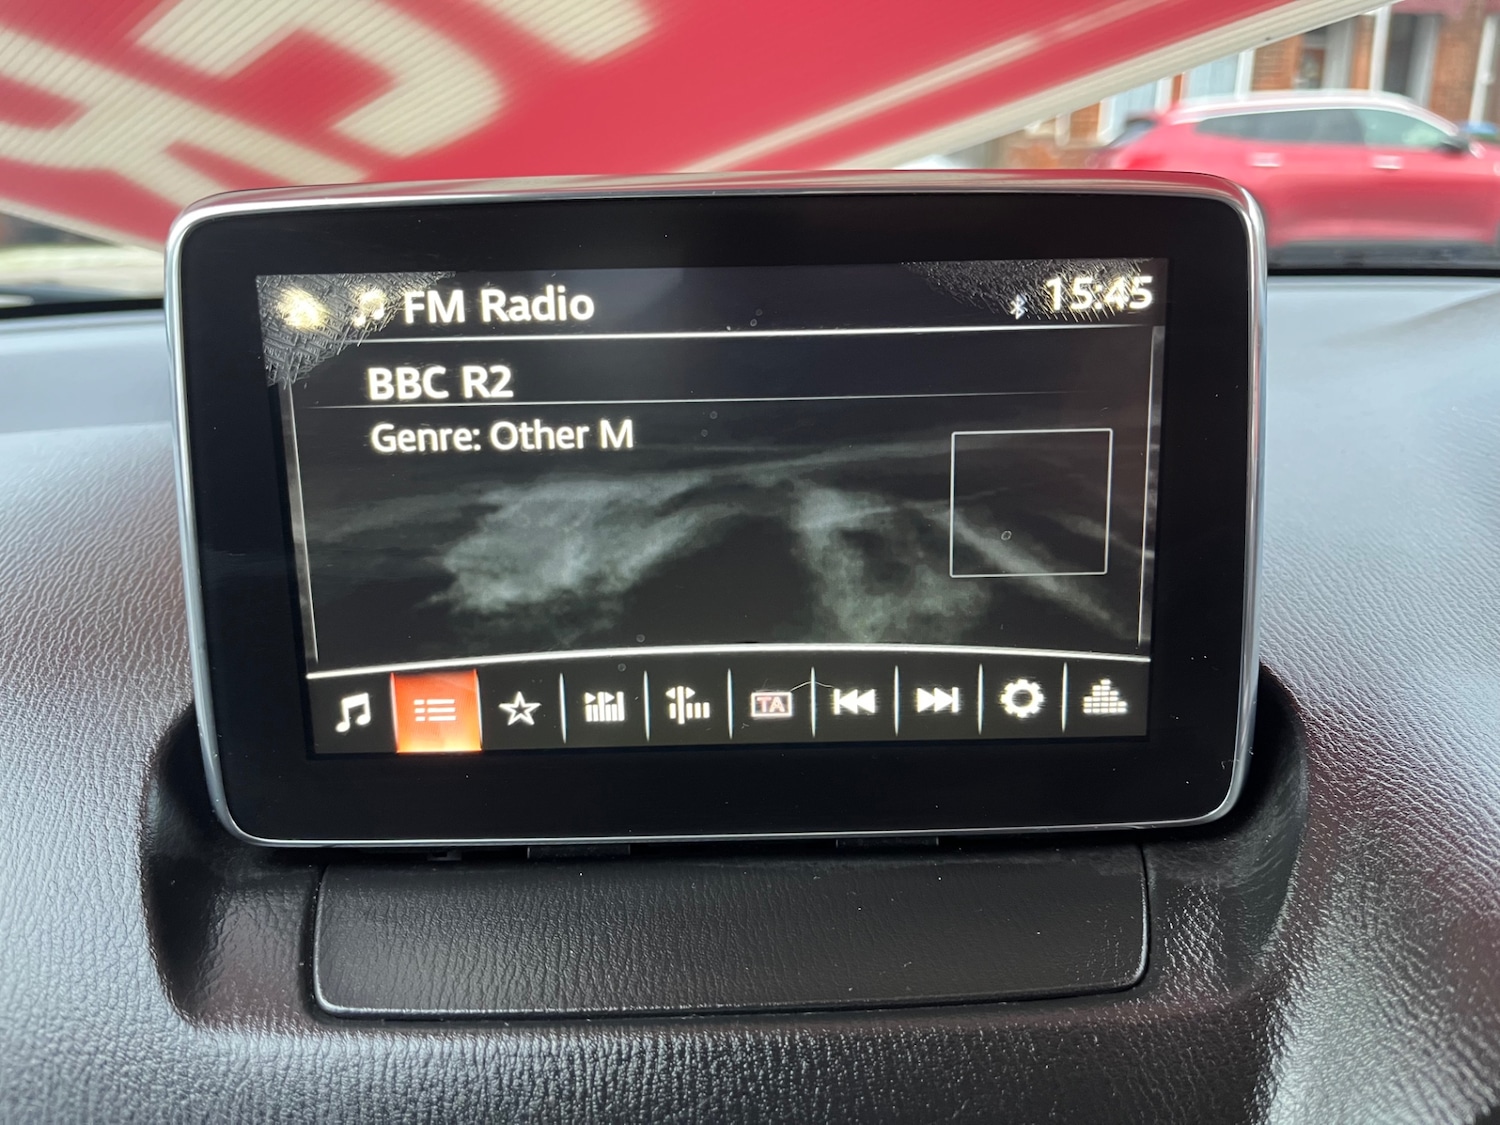 FM Radio
15:45
BBC R2
Genre: Other M
TA